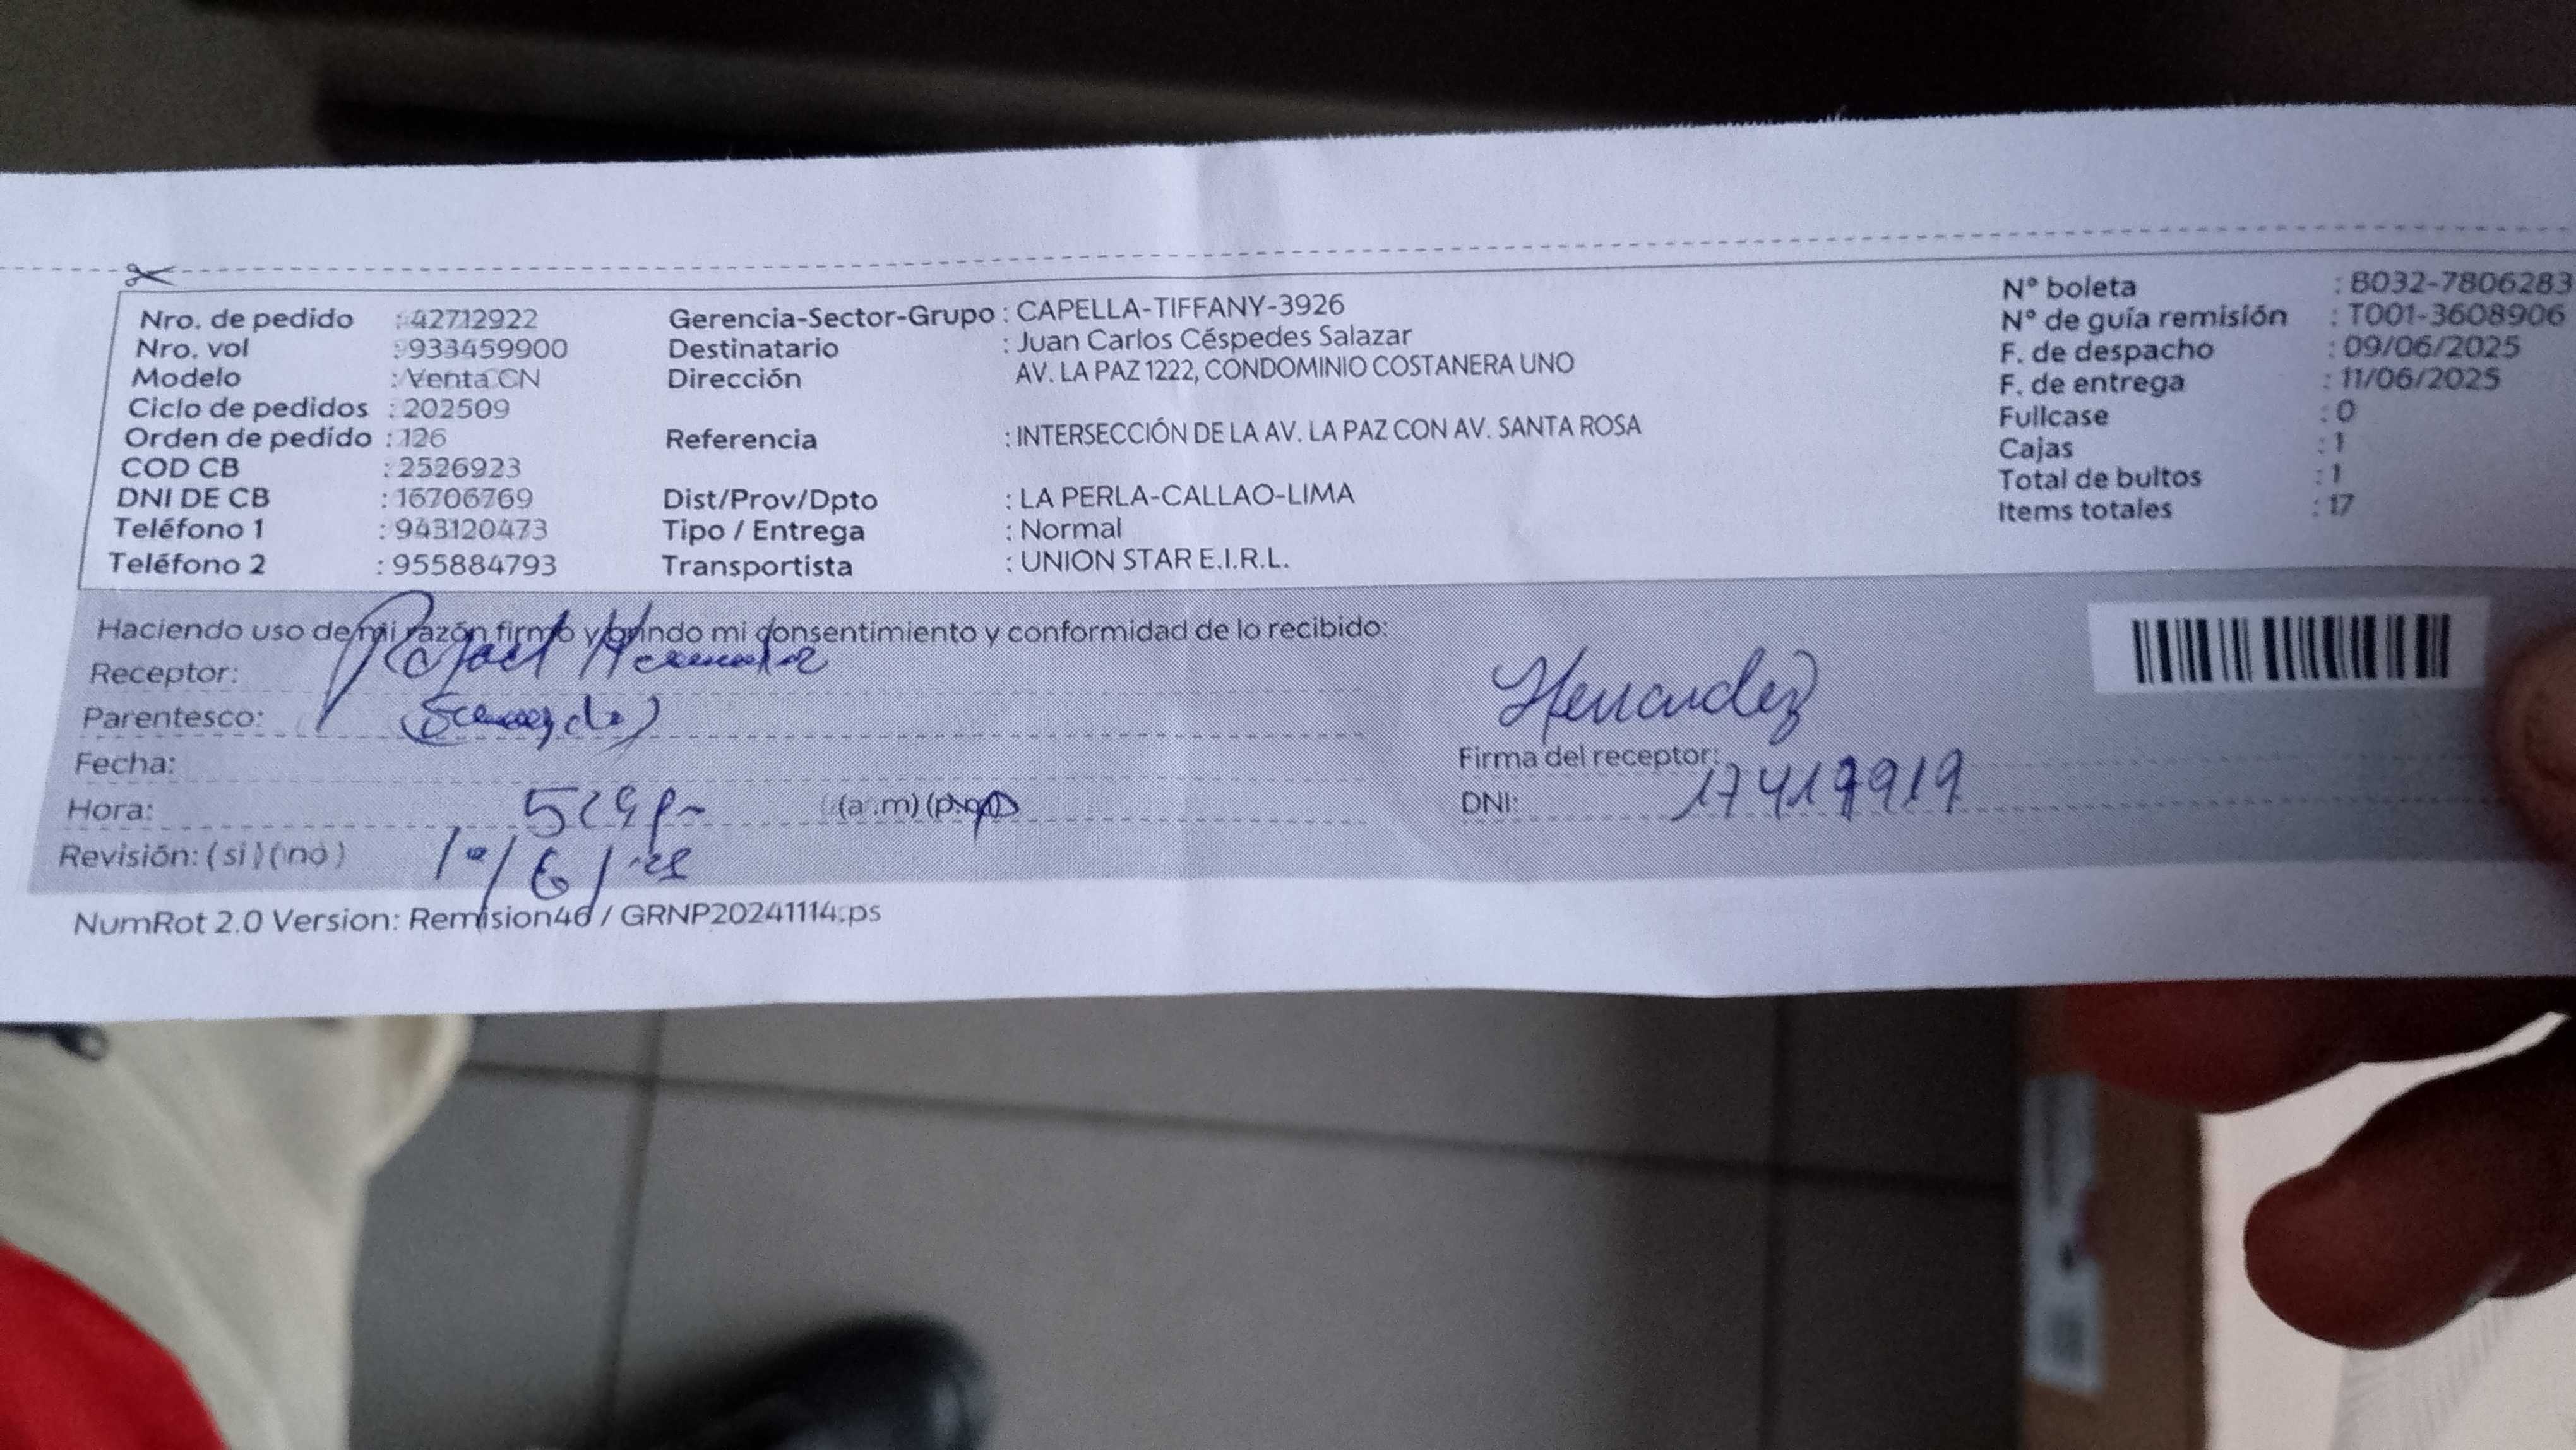 Nro. de pedido : 42712922
Nro. vol : 933459900
Modelo : Venta CN
Ciclo de pedidos : 202509
Orden de pedido : 126
COD CB : 2526923
DNI DE CB : 16706769
Teléfono 1 : 943120473
Teléfono 2 : 955884793
Gerencia-Sector-Grupo : CAPELLA-TIFFANY-3926
Destinatario : Juan Carlos Céspedes Salazar
Dirección AV. LA PAZ 1222, CONDOMINIO COSTANERA UNO
Referencia : INTERSECCIÓN DE LA AV. LA PAZ CON AV. SANTA ROSA
Dist/Prov/Dpto : LA PERLA-CALLAO-LIMA
Tipo / Entrega : Normal
Transportista : UNION STAR E.I.R.L.
N° boleta : B032-7806283
N° de guía remisión : T001-3608906
F. de despacho : 09/06/2025
F. de entrega : 11/06/2025
Fullcase : 0
Cajas : 1
Total de bultos : 1
Items totales : 17
Haciendo uso de mi razón firmo y brindo mi consentimiento y conformidad de lo recibido:
Receptor: Rafael Hernandez
Parentesco:
Fecha:
Hora: (a.m) (p.m)
Revisión: ( si ) ( no ) 10/6/25
Hernandez
Firma del receptor:
DNI: 17419919
NumRot 2.0 Version: Remision46 / GRNP20241114.ps